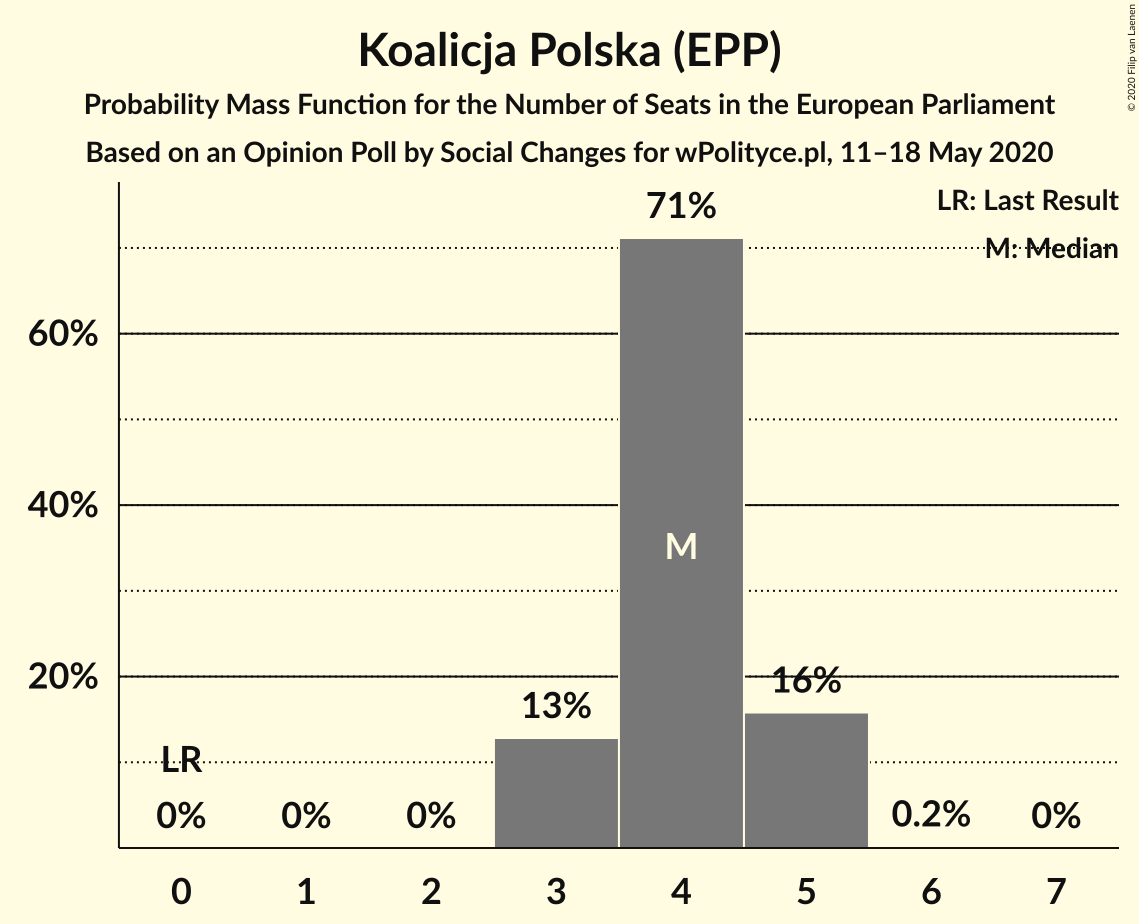 Koalicja Polska (EPP)
Probability Mass Function for the Number of Seats in the European Parliament
Based on an Opinion Poll by Social Changes for wPolityce.pl, 11–18 May 2020
© 2020 Filip van Laenen
LR: Last Result
M: Median
71%
60%
40%
M
20%
16%
13%
LR
0%
0%
0%
0.2%
0%
0 1 2 3 4 5 6 7